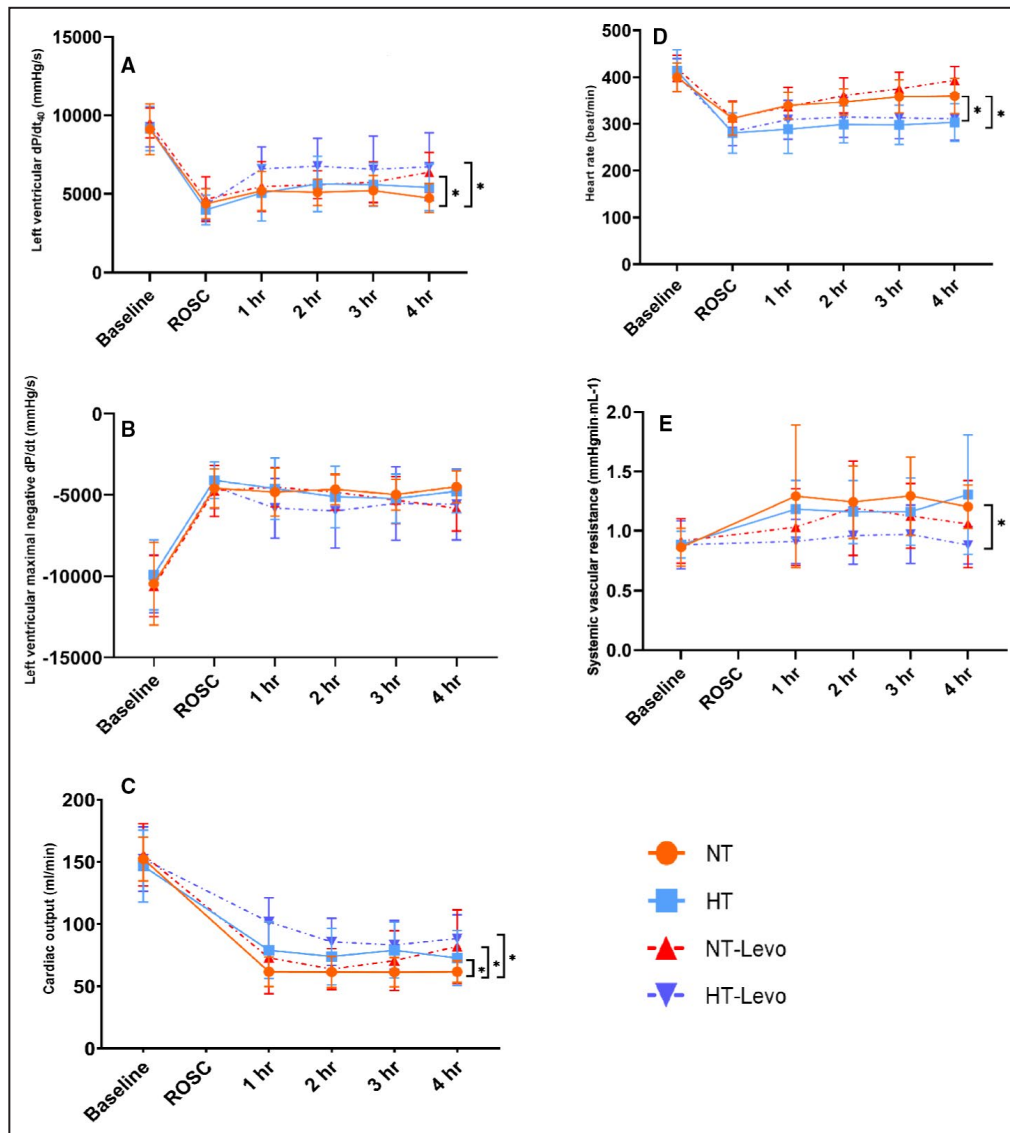 A
Left ventricular dP/dt40 (mmHg/s)
15000
10000
5000
0
Baseline
ROSC
1 hr
2 hr
3 hr
4 hr
*
*
D
Heart rate (beat/min)
500
400
300
200
100
0
Baseline
ROSC
1 hr
2 hr
3 hr
4 hr
*
*
B
Left ventricular maximal negative dP/dt (mmHg/s)
0
-5000
-10000
-15000
Baseline
ROSC
1 hr
2 hr
3 hr
4 hr
E
Systemic vascular resistance (mmHgmin·mL-1)
2.0
1.5
1.0
0.5
0.0
Baseline
ROSC
1 hr
2 hr
3 hr
4 hr
*
C
Cardiac output (ml/min)
200
150
100
50
0
Baseline
ROSC
1 hr
2 hr
3 hr
4 hr
*
*
*
NT
HT
NT-Levo
HT-Levo